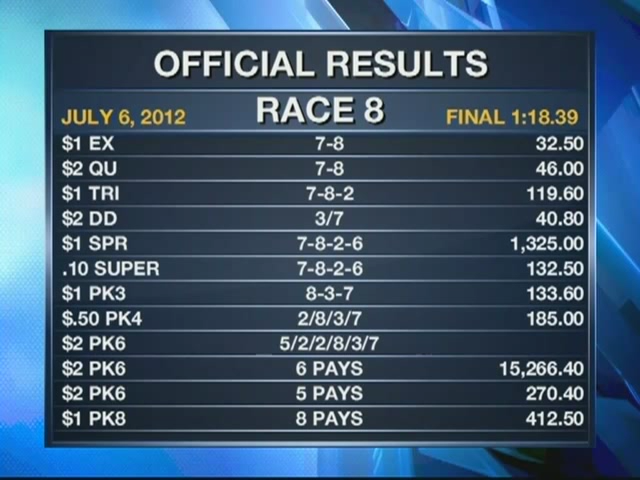 OFFICIAL RESULTS
JULY 6, 2012 RACE 8 FINAL 1:18.39
$1 EX 7-8 32.50
$2 QU 7-8 46.00
$1 TRI 7-8-2 119.60
$2 DD 3/7 40.80
$1 SPR 7-8-2-6 1,325.00
.10 SUPER 7-8-2-6 132.50
$1 PK3 8-3-7 133.60
$.50 PK4 2/8/3/7 185.00
$2 PK6 5/2/2/8/3/7
$2 PK6 6 PAYS 15,266.40
$2 PK6 5 PAYS 270.40
$1 PK8 8 PAYS 412.50